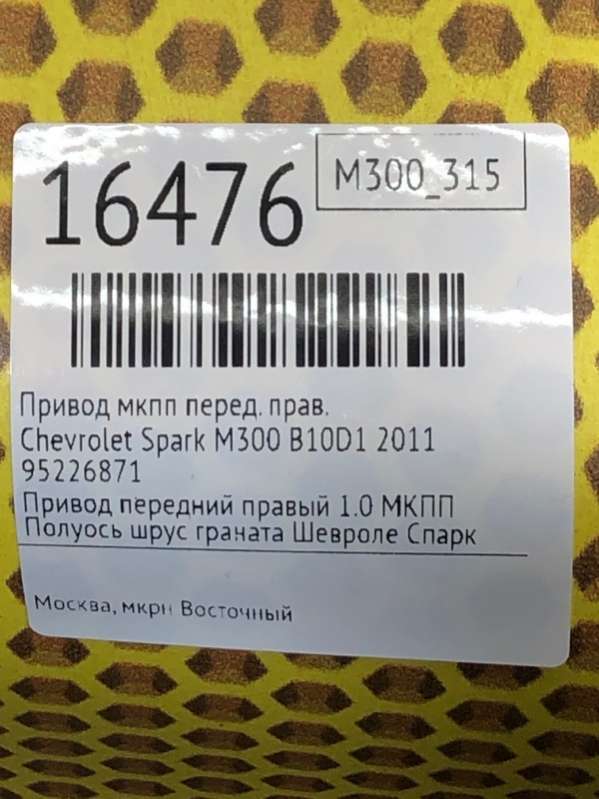 16476
M300_315
Привод мкпп перед. прав.
Chevrolet Spark M300 B10D1 2011
95226871
Привод передний правый 1.0 МКПП
Полуось шрус граната Шевроле Спарк
Москва, мкрн Восточный